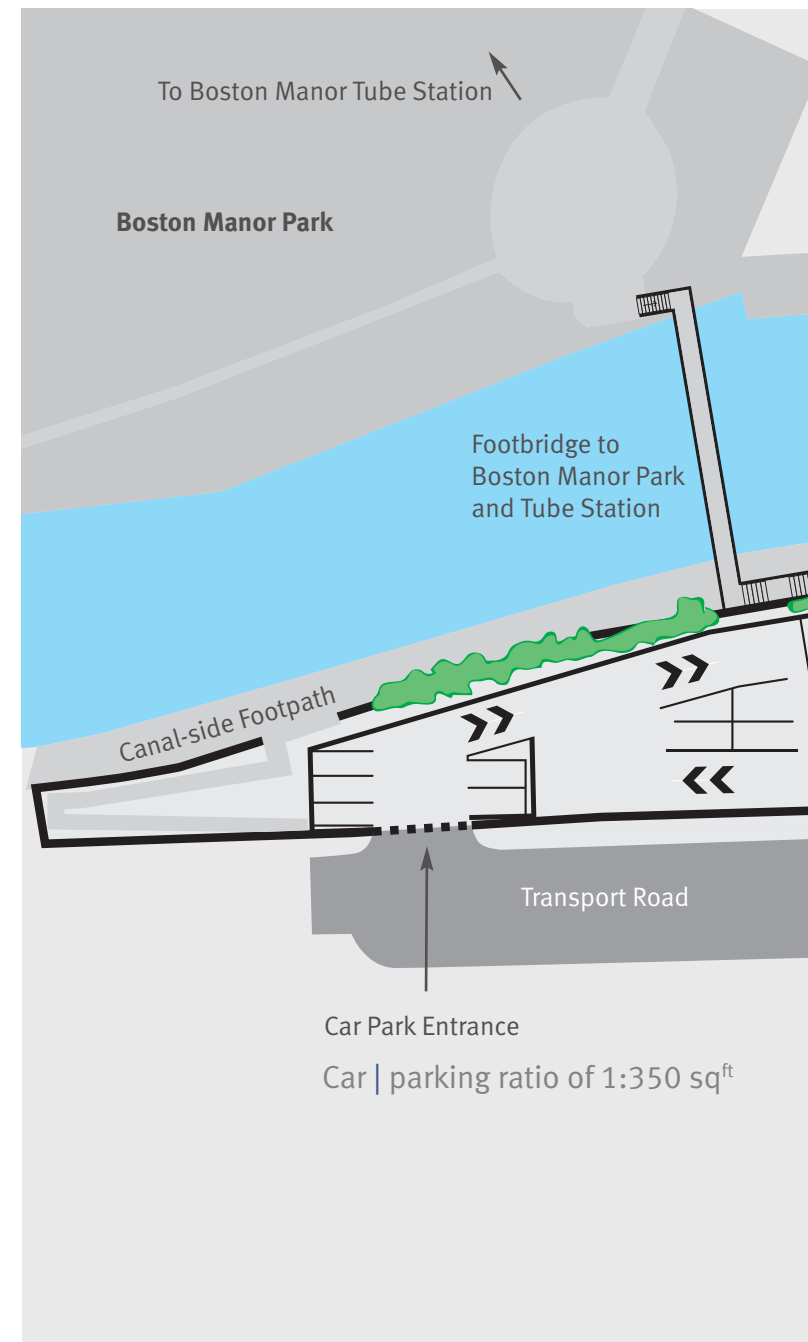 To Boston Manor Tube Station
Boston Manor Park
Footbridge to
Boston Manor Park
and Tube Station
Canal-side Footpath
Transport Road
Car Park Entrance
Car | parking ratio of 1:350 sqft